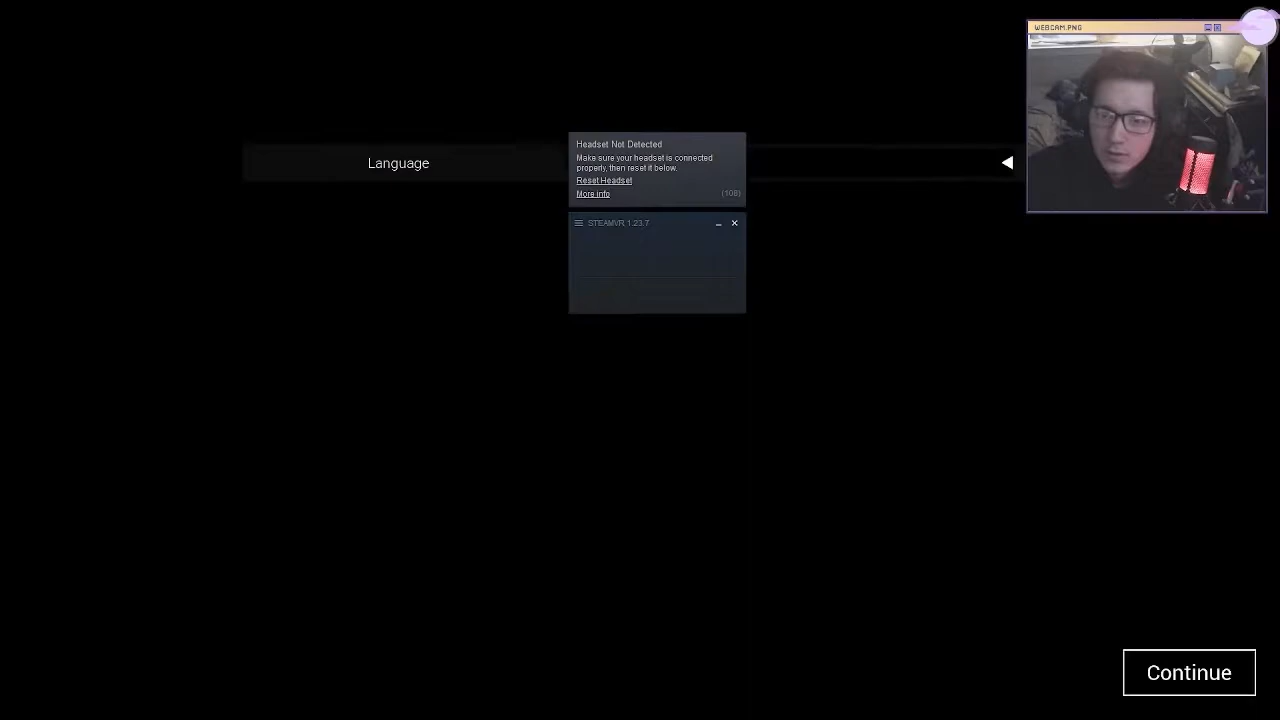 WEBCAM.PNG
Headset Not Detected
Make sure your headset is connected
properly, then reset it below.
Reset Headset
More info
(108)
Language
STEAMVR 1.23.7
Continue